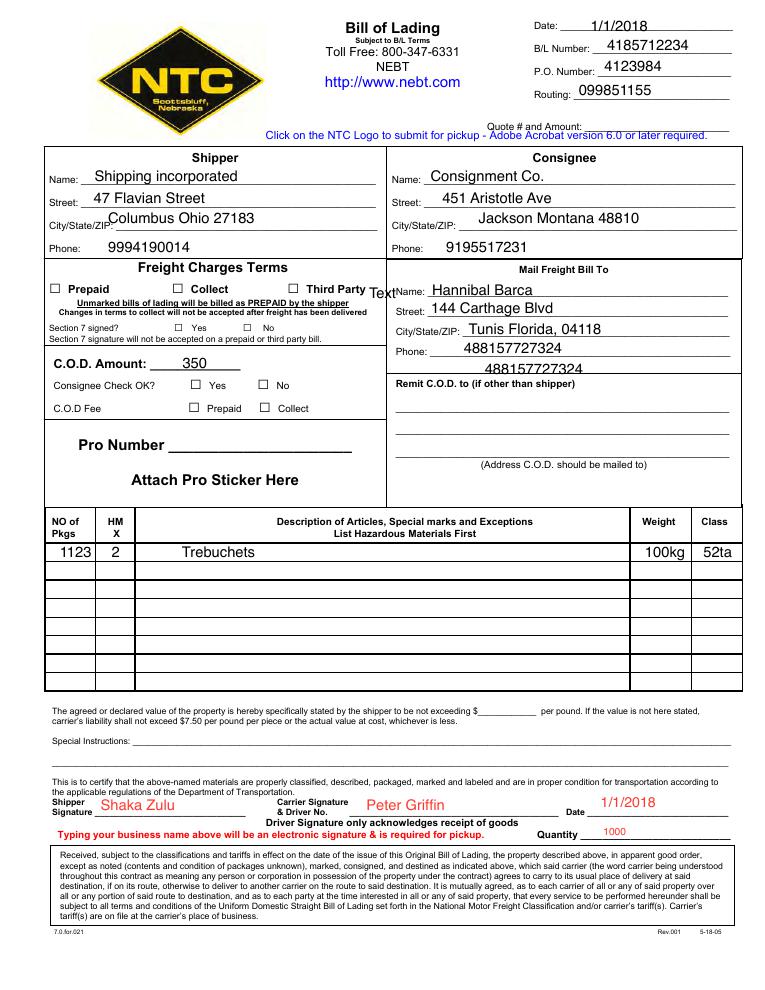 NTC
Scottsbluff,
Nebraska
Bill of Lading
Subject to B/L Terms
Toll Free: 800-347-6331
NEBT
http://www.nebt.com
Date: 1/1/2018
B/L Number: 4185712234
P.O. Number: 4123984
Routing: 099851155
Quote # and Amount:
Click on the NTC Logo to submit for pickup - Adobe Acrobat version 6.0 or later required.
Shipper
Name: Shipping incorporated
Street: 47 Flavian Street
City/State/ZIP: Columbus Ohio 27183
Phone: 9994190014
Consignee
Name: Consignment Co.
Street: 451 Aristotle Ave
City/State/ZIP: Jackson Montana 48810
Phone: 9195517231
Freight Charges Terms
☐ Prepaid ☐ Collect ☐ Third Party Text
Unmarked bills of lading will be billed as PREPAID by the shipper
Changes in terms to collect will not be accepted after freight has been delivered
Section 7 signed? ☐ Yes ☐ No
Section 7 signature will not be accepted on a prepaid or third party bill.
Mail Freight Bill To
Name: Hannibal Barca
Street: 144 Carthage Blvd
City/State/ZIP: Tunis Florida, 04118
Phone: 488157727324
488157727324
C.O.D. Amount: 350
Consignee Check OK? ☐ Yes ☐ No
C.O.D Fee ☐ Prepaid ☐ Collect
Remit C.O.D. to (if other than shipper)
(Address C.O.D. should be mailed to)
Pro Number
Attach Pro Sticker Here
NO of Pkgs HM X Description of Articles, Special marks and Exceptions List Hazardous Materials First Weight Class
1123 2 Trebuchets 100kg 52ta
The agreed or declared value of the property is hereby specifically stated by the shipper to be not exceeding $____________ per pound. If the value is not here stated,
carrier's liability shall not exceed $7.50 per pound per piece or the actual value at cost, whichever is less.
Special Instructions:
This is to certify that the above-named materials are properly classified, described, packaged, marked and labeled and are in proper condition for transportation according to
the applicable regulations of the Department of Transportation.
Shipper Signature Shaka Zulu Carrier Signature & Driver No. Peter Griffin Date 1/1/2018
Driver Signature only acknowledges receipt of goods
Typing your business name above will be an electronic signature & is required for pickup. Quantity 1000
Received, subject to the classifications and tariffs in effect on the date of the issue of this Original Bill of Lading, the property described above, in apparent good order,
except as noted (contents and condition of packages unknown), marked, consigned, and destined as indicated above, which said carrier (the word carrier being understood
throughout this contract as meaning any person or corporation in possession of the property under the contract) agrees to carry to its usual place of delivery at said
destination, if on its route, otherwise to deliver to another carrier on the route to said destination. It is mutually agreed, as to each carrier of all or any of said property over
all or any portion of said route to destination, and as to each party at the time interested in all or any of said property, that every service to be performed hereunder shall be
subject to all terms and conditions of the Uniform Domestic Straight Bill of Lading set forth in the National Motor Freight Classification and/or carrier's tariff(s). Carrier's
tariff(s) are on file at the carrier's place of business.
7.0.for.021
Rev.001 5-18-05